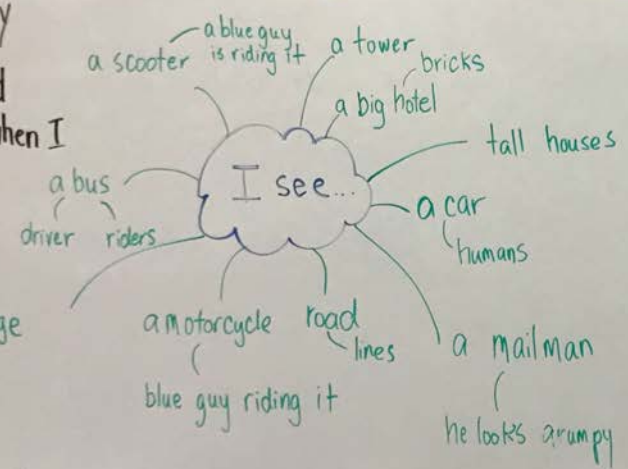 y
d
hen I
a blue guy
is riding it
a scooter
a tower
bricks
a big hotel
tall houses
I see...
a bus
driver riders
a car
humans
ge
a motorcycle
blue guy riding it
road
lines
a mailman
he looks grumpy